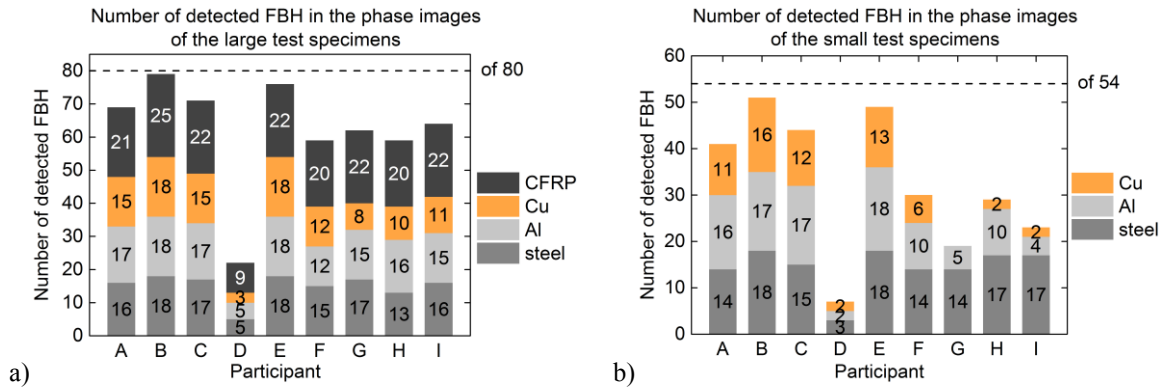 Number of detected FBH in the phase images
of the large test specimens
Number of detected FBH
80
70
60
50
40
30
20
10
0
of 80
21 25 22 9 22 20 22 20 22
15 18 15 3 18 12 8 10 11
17 18 17 5 18 12 15 16 15
16 18 17 5 18 15 17 13 16
A B C D E F G H I
Participant
CFRP
Cu
Al
steel
a)
Number of detected FBH in the phase images
of the small test specimens
Number of detected FBH
60
50
40
30
20
10
0
of 54
11 16 12 2 13 6 2 2
16 17 17 2 18 10 5 10 4
14 18 15 3 18 14 14 17 17
A B C D E F G H I
Participant
Cu
Al
steel
b)